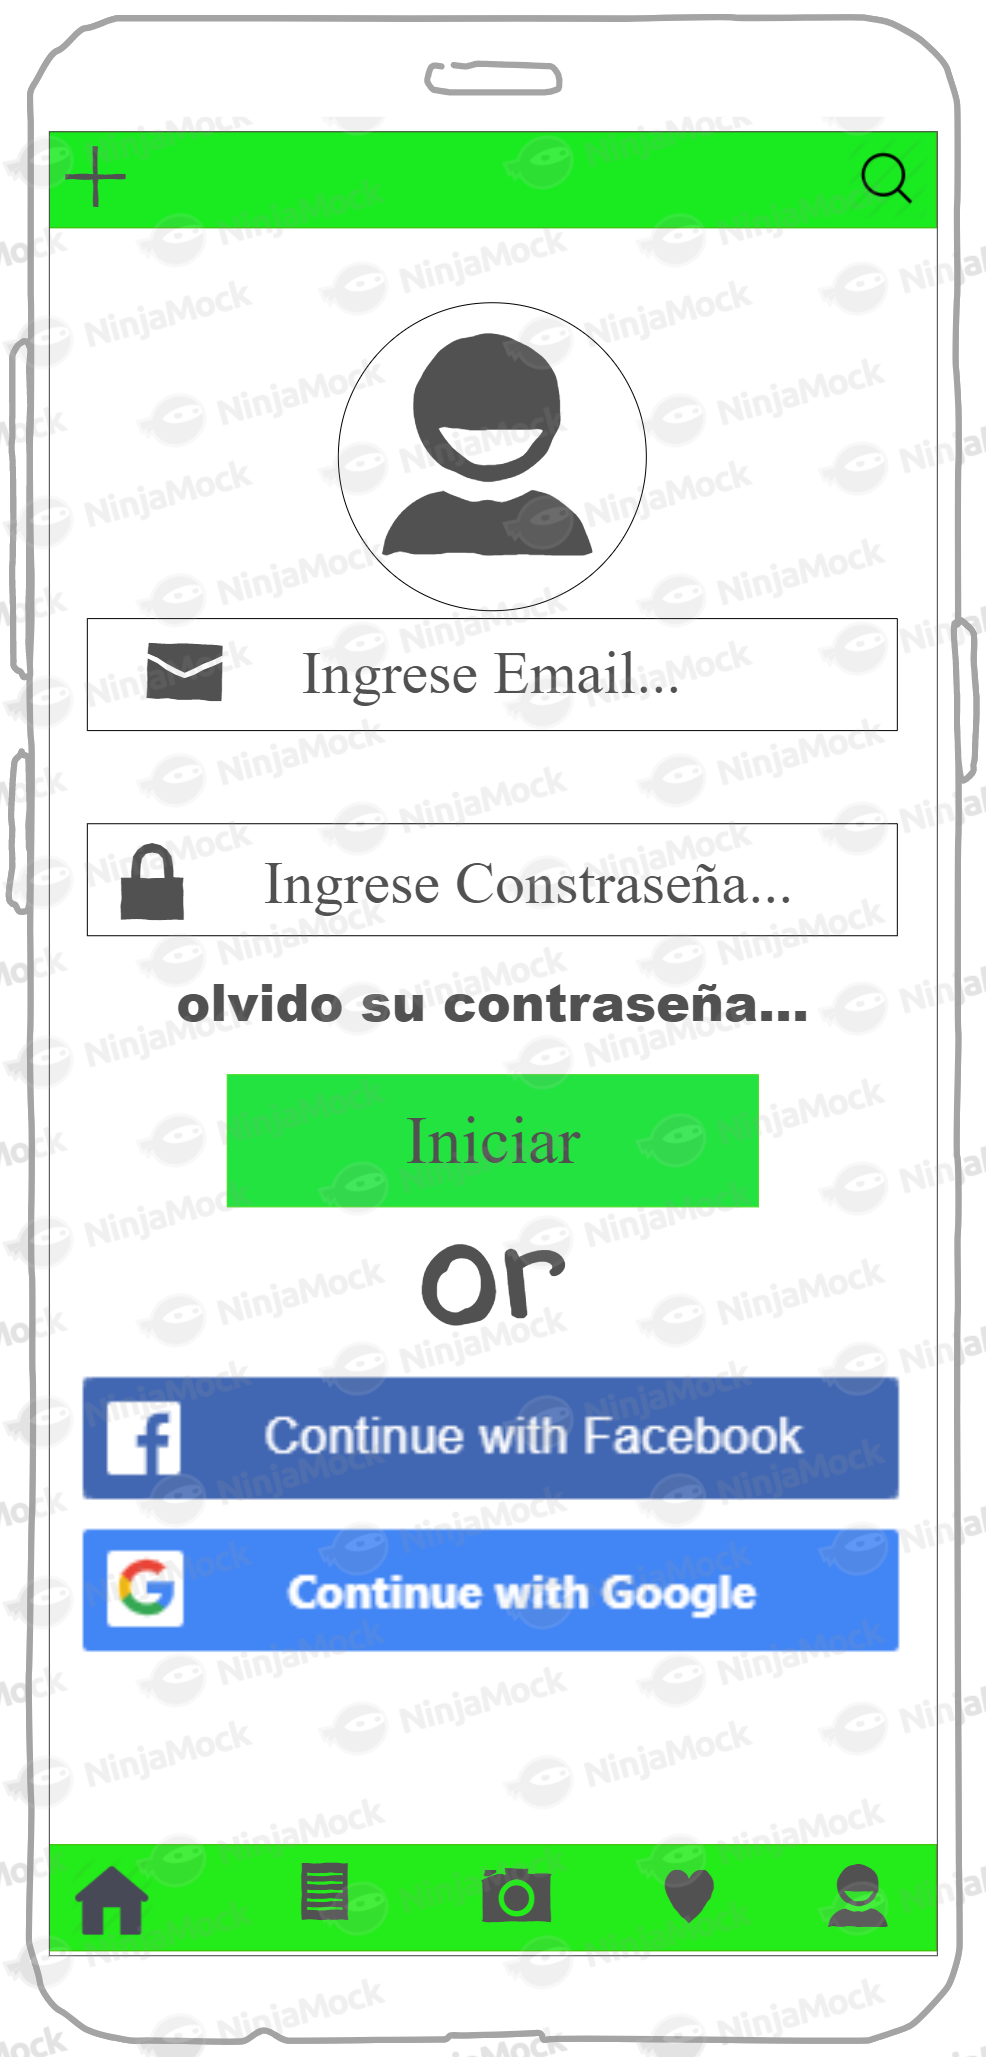 Ingrese Email...
Ingrese Constraseña...
olvido su contraseña...
Iniciar
or
Continue with Facebook
Continue with Google
NinjaMock